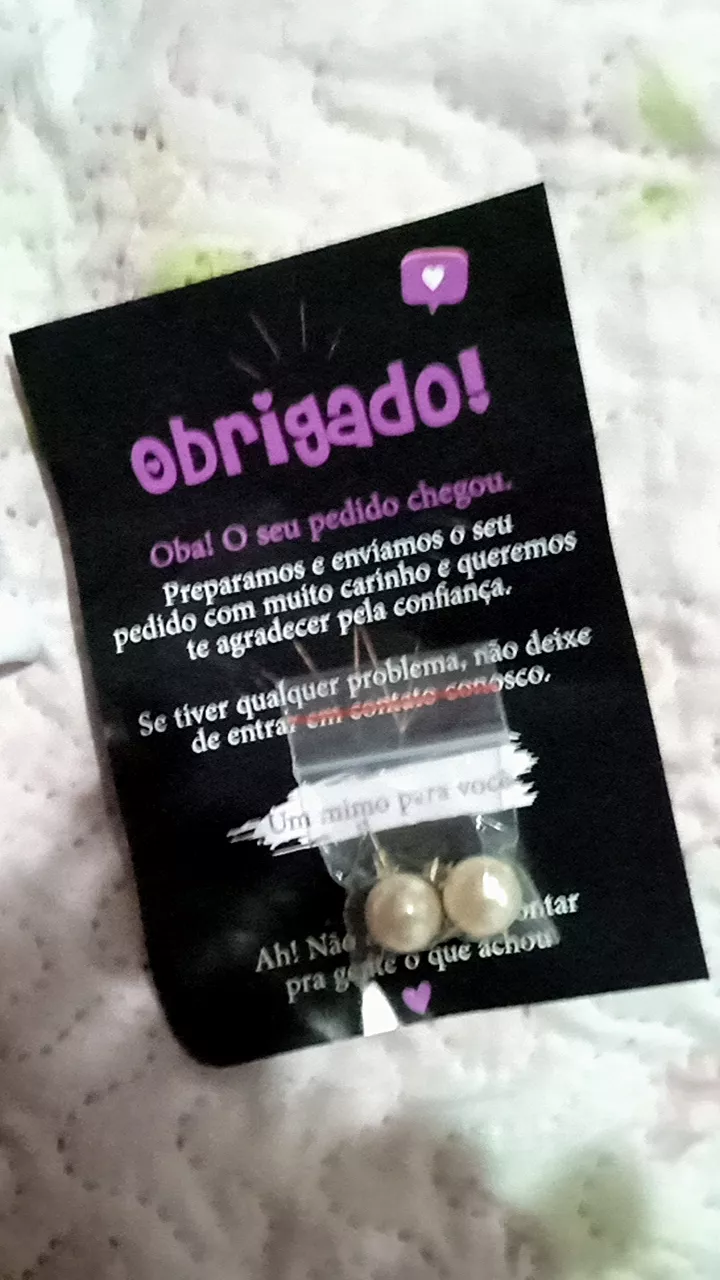 obrigado!
Oba! O seu pedido chegou.
Preparamos e enviamos o seu
pedido com muito carinho e queremos
te agradecer pela confiança.
Se tiver qualquer problema, não deixe
de entrar em contato conosco.
Um mimo para você
Ah! Não
pra gente o que achou